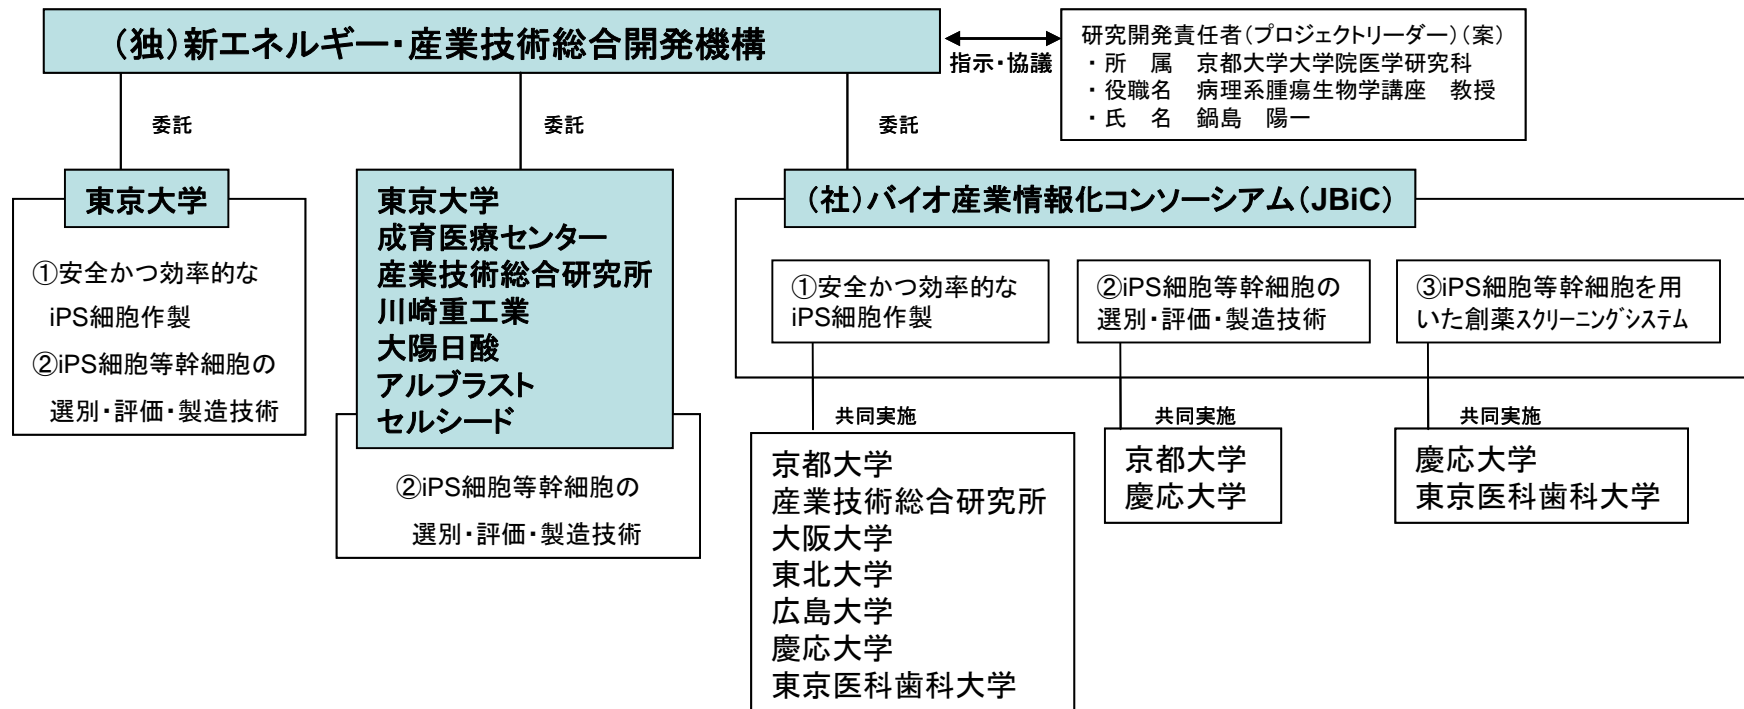 （独）新エネルギー・産業技術総合開発機構
指示・協議
研究開発責任者（プロジェクトリーダー）（案）
・所　属　京都大学大学院医学研究科
・役職名　病理系腫瘍生物学講座　教授
・氏　名　鍋島　陽一
委託
委託
委託
東京大学
①安全かつ効率的な
iPS細胞作製
②iPS細胞等幹細胞の
選別・評価・製造技術
東京大学
成育医療センター
産業技術総合研究所
川崎重工業
大陽日酸
アルブラスト
セルシード
②iPS細胞等幹細胞の
選別・評価・製造技術
（社）バイオ産業情報化コンソーシアム（JBiC）
①安全かつ効率的な
iPS細胞作製
②iPS細胞等幹細胞の
選別・評価・製造技術
③iPS細胞等幹細胞を用
いた創薬ｽｸﾘｰﾆﾝｸﾞｼｽﾃﾑ
共同実施
共同実施
共同実施
京都大学
産業技術総合研究所
大阪大学
東北大学
広島大学
慶応大学
東京医科歯科大学
京都大学
慶応大学
慶応大学
東京医科歯科大学